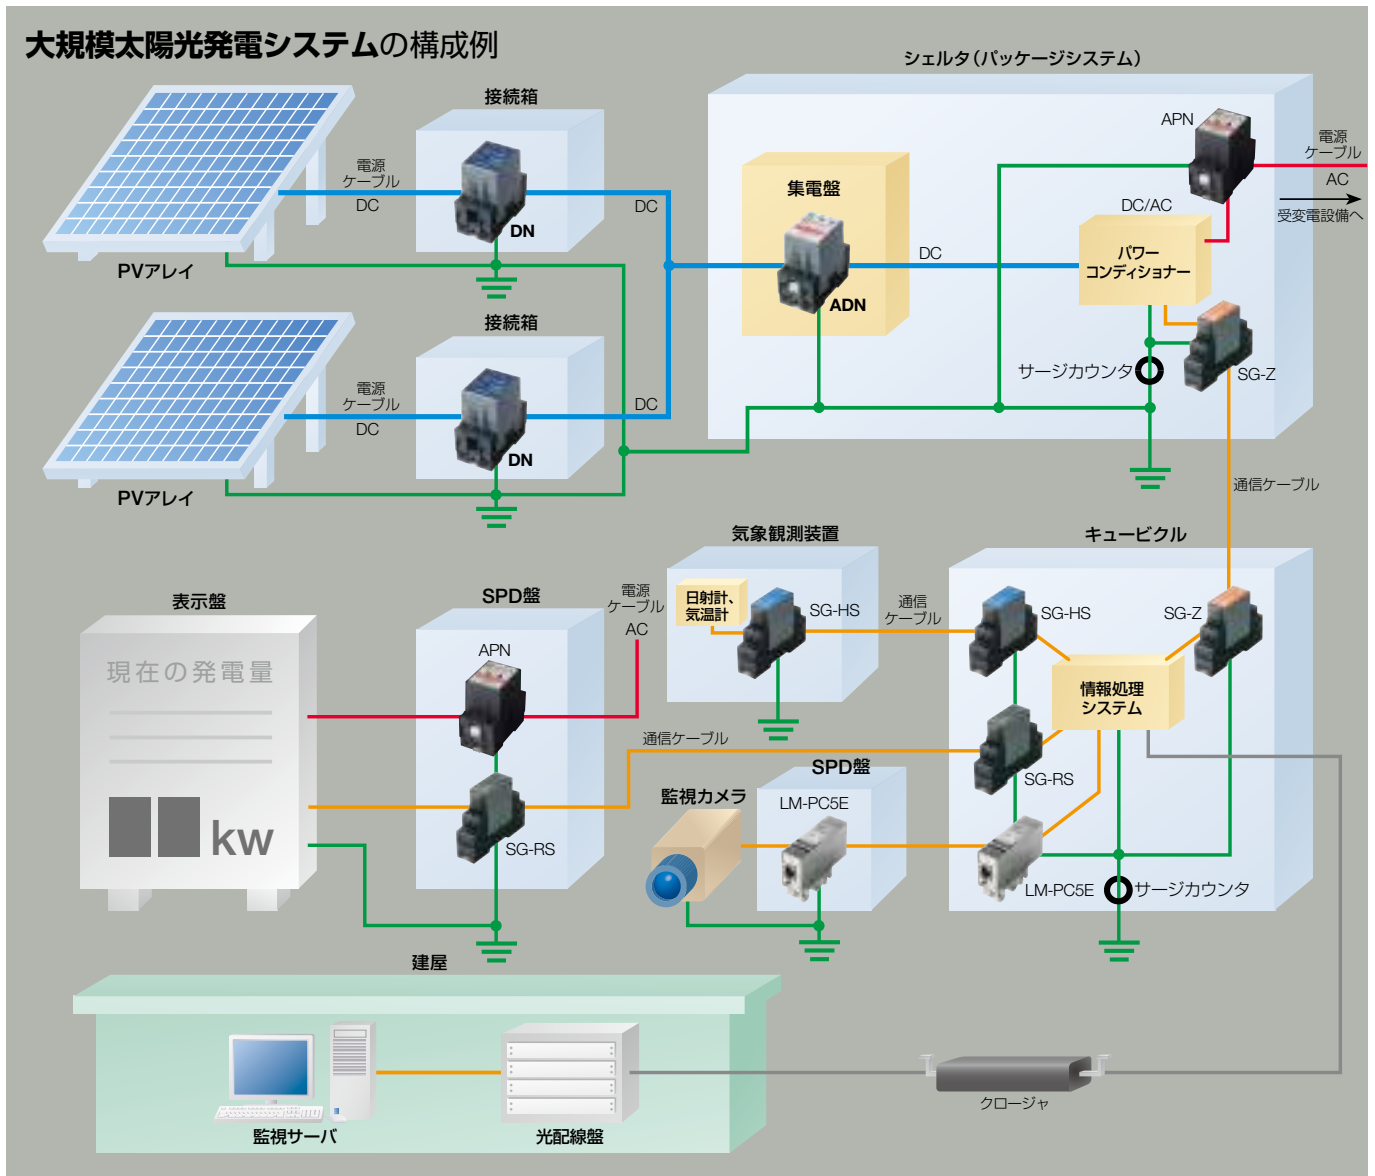 大規模太陽光発電システムの構成例
シェルタ(パッケージシステム)
接続箱
APN
電源
ケーブル
AC
受変電設備へ
電源
ケーブル
DC
DN
DC
集電盤
ADN
DC
DC/AC
パワー
コンディショナー
PVアレイ
接続箱
電源
ケーブル
DC
DN
DC
サージカウンタ
SG-Z
PVアレイ
通信ケーブル
気象観測装置
キュービクル
表示盤
SPD盤
電源
ケーブル
AC
日射計、
気温計
SG-HS
通信
ケーブル
SG-HS
SG-Z
現在の発電量
APN
情報処理
システム
通信ケーブル
SG-RS
SPD盤
監視カメラ
LM-PC5E
kw
SG-RS
LM-PC5E
サージカウンタ
建屋
クロージャ
監視サーバ
光配線盤